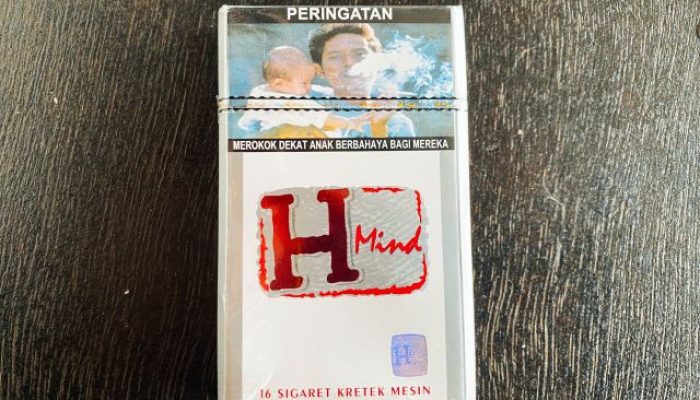 PERINGATAN
MEROKOK DEKAT ANAK BERBAHAYA BAGI MEREKA
H Mind
H
16 SIGARET KRETEK MESIN